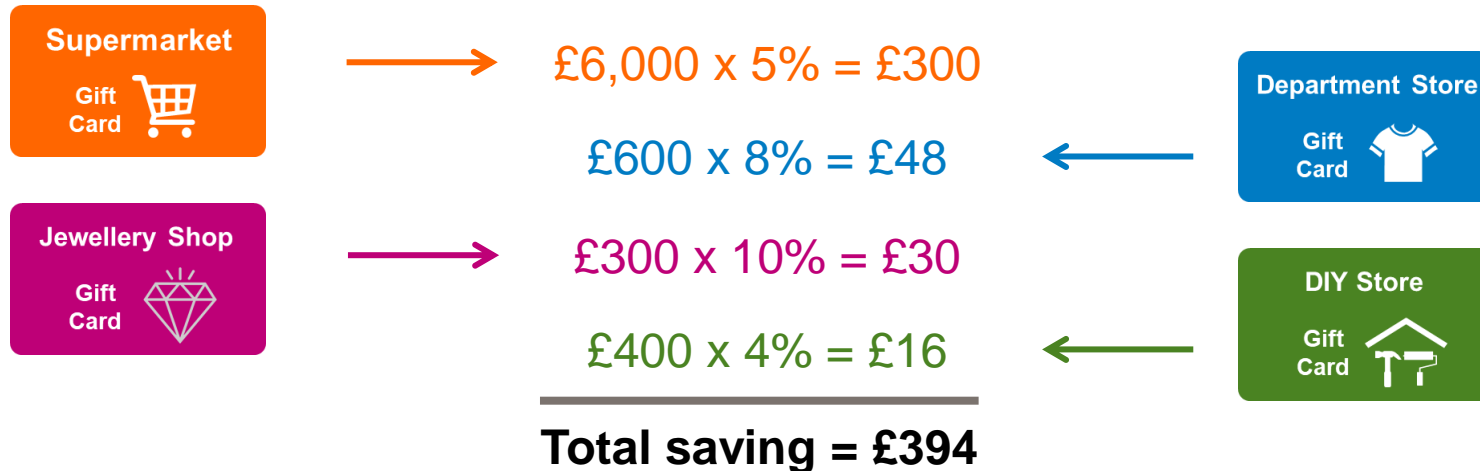 Supermarket
Gift
Card
£6,000 x 5% = £300
Department Store
Gift
Card
£600 x 8% = £48
Jewellery Shop
Gift
Card
£300 x 10% = £30
DIY Store
Gift
Card
£400 x 4% = £16
Total saving = £394